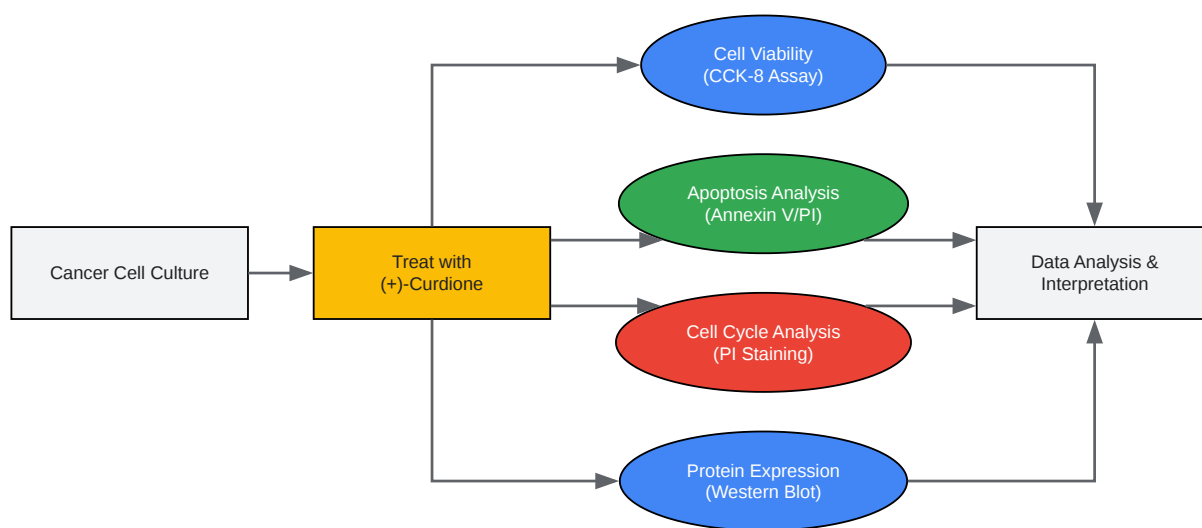 Cancer Cell Culture
Treat with
(+)-Curdione
Cell Viability
(CCK-8 Assay)
Apoptosis Analysis
(Annexin V/PI)
Cell Cycle Analysis
(PI Staining)
Protein Expression
(Western Blot)
Data Analysis &
Interpretation